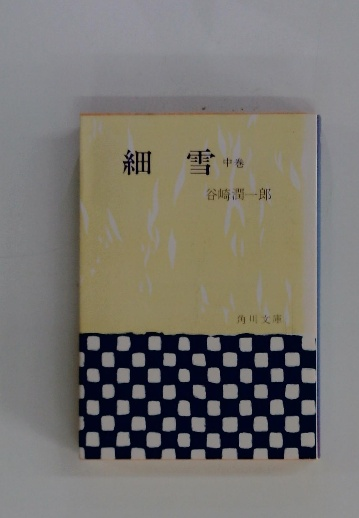 細 雪 中巻
谷崎潤一郎
角川文庫